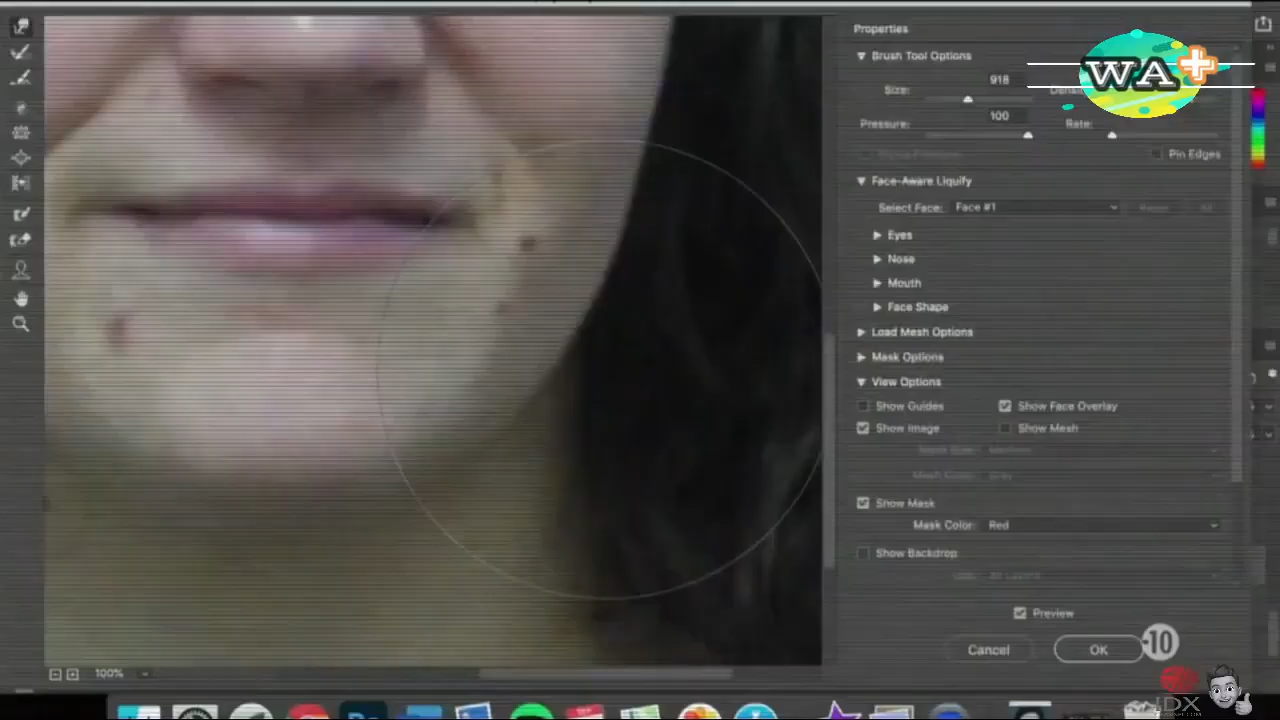 Properties
WA+
Brush Tool Options
Size: 918
Pressure: 100 Rate:
Pin Edges
Face-Aware Liquify
Select Face: Face #1
Eyes
Nose
Mouth
Face Shape
Load Mesh Options
Mask Options
View Options
Show Guides Show Face Overlay
Show Image Show Mesh
Show Mask
Mask Color: Red
Show Backdrop
Preview
Cancel OK -10
100%
JDX